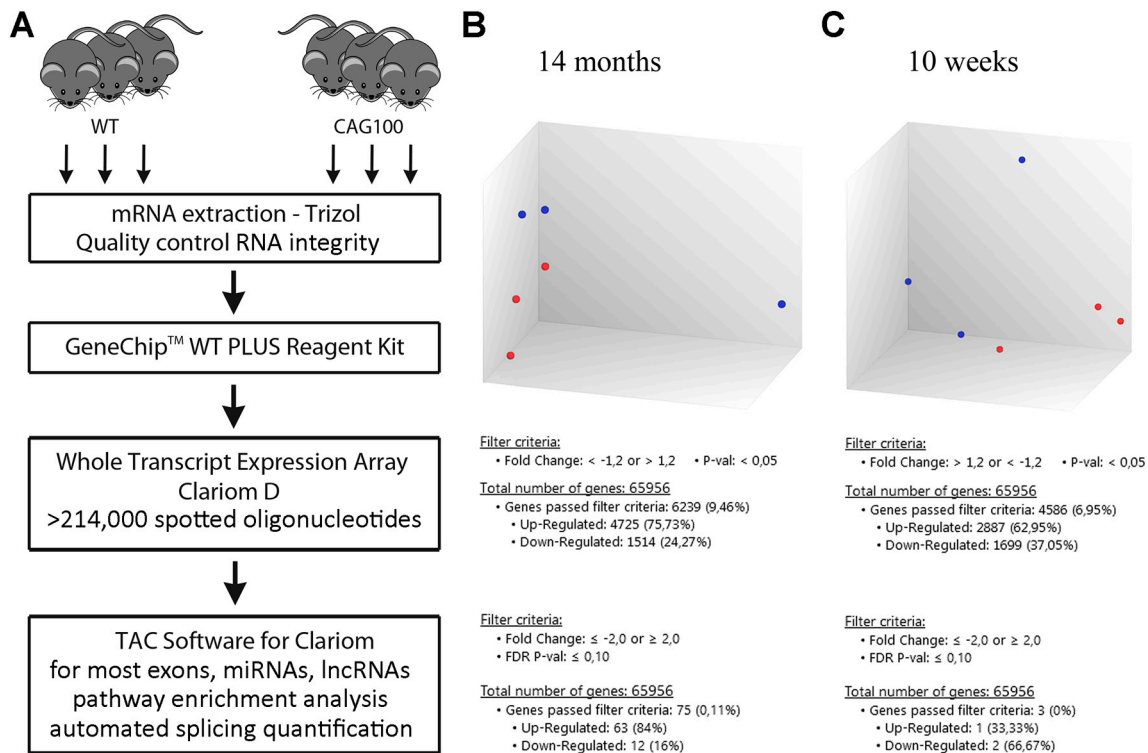 A
WT
CAG100
mRNA extraction - Trizol
Quality control RNA integrity
GeneChip™ WT PLUS Reagent Kit
Whole Transcript Expression Array
Clariom D
>214,000 spotted oligonucleotides
TAC Software for Clariom
for most exons, miRNAs, lncRNAs
pathway enrichment analysis
automated splicing quantification
B
14 months
Filter criteria:
• Fold Change: < -1,2 or > 1,2 • P-val: < 0,05
Total number of genes: 65956
• Genes passed filter criteria: 6239 (9,46%)
• Up-Regulated: 4725 (75,73%)
• Down-Regulated: 1514 (24,27%)
Filter criteria:
• Fold Change: ≤ -2,0 or ≥ 2,0
• FDR P-val: ≤ 0,10
Total number of genes: 65956
• Genes passed filter criteria: 75 (0,11%)
• Up-Regulated: 63 (84%)
• Down-Regulated: 12 (16%)
C
10 weeks
Filter criteria:
• Fold Change: > 1,2 or < -1,2 • P-val: < 0,05
Total number of genes: 65956
• Genes passed filter criteria: 4586 (6,95%)
• Up-Regulated: 2887 (62,95%)
• Down-Regulated: 1699 (37,05%)
Filter criteria:
• Fold Change: ≤ -2,0 or ≥ 2,0
• FDR P-val: ≤ 0,10
Total number of genes: 65956
• Genes passed filter criteria: 3 (0%)
• Up-Regulated: 1 (33,33%)
• Down-Regulated: 2 (66,67%)